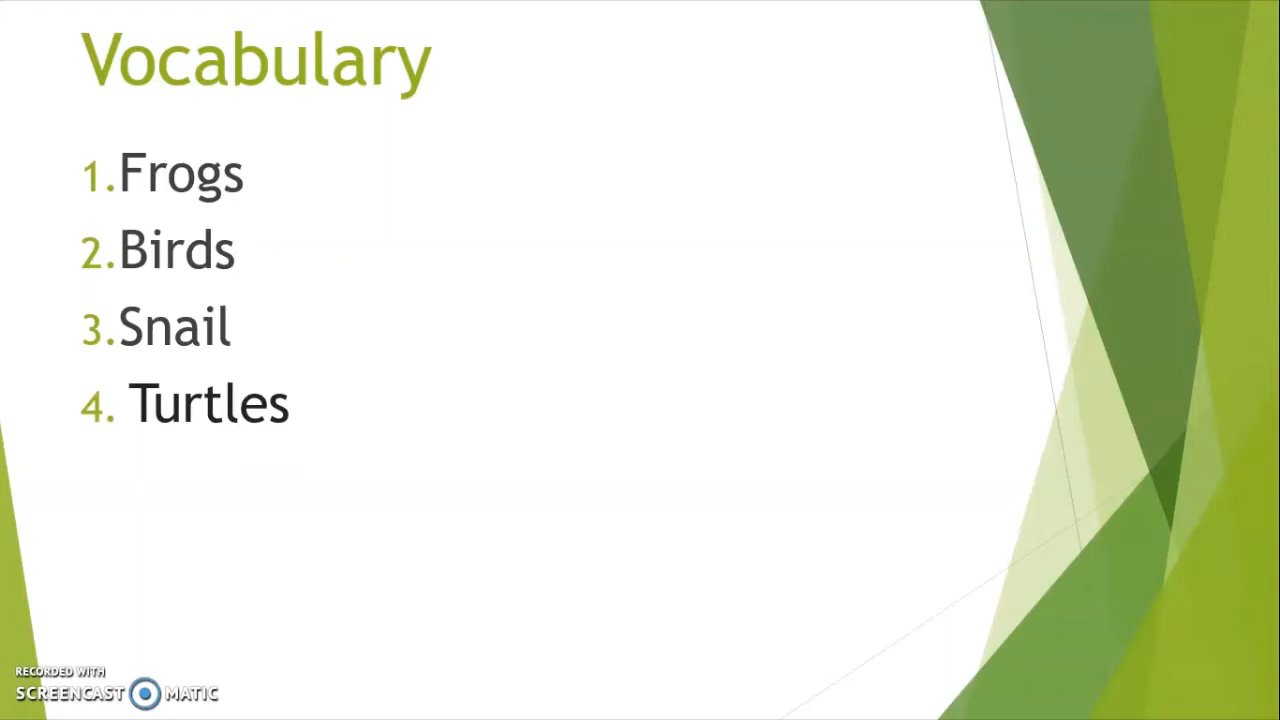 Vocabulary
1.Frogs
2.Birds
3.Snail
4. Turtles
RECORDED WITH
SCREENCAST MATIC